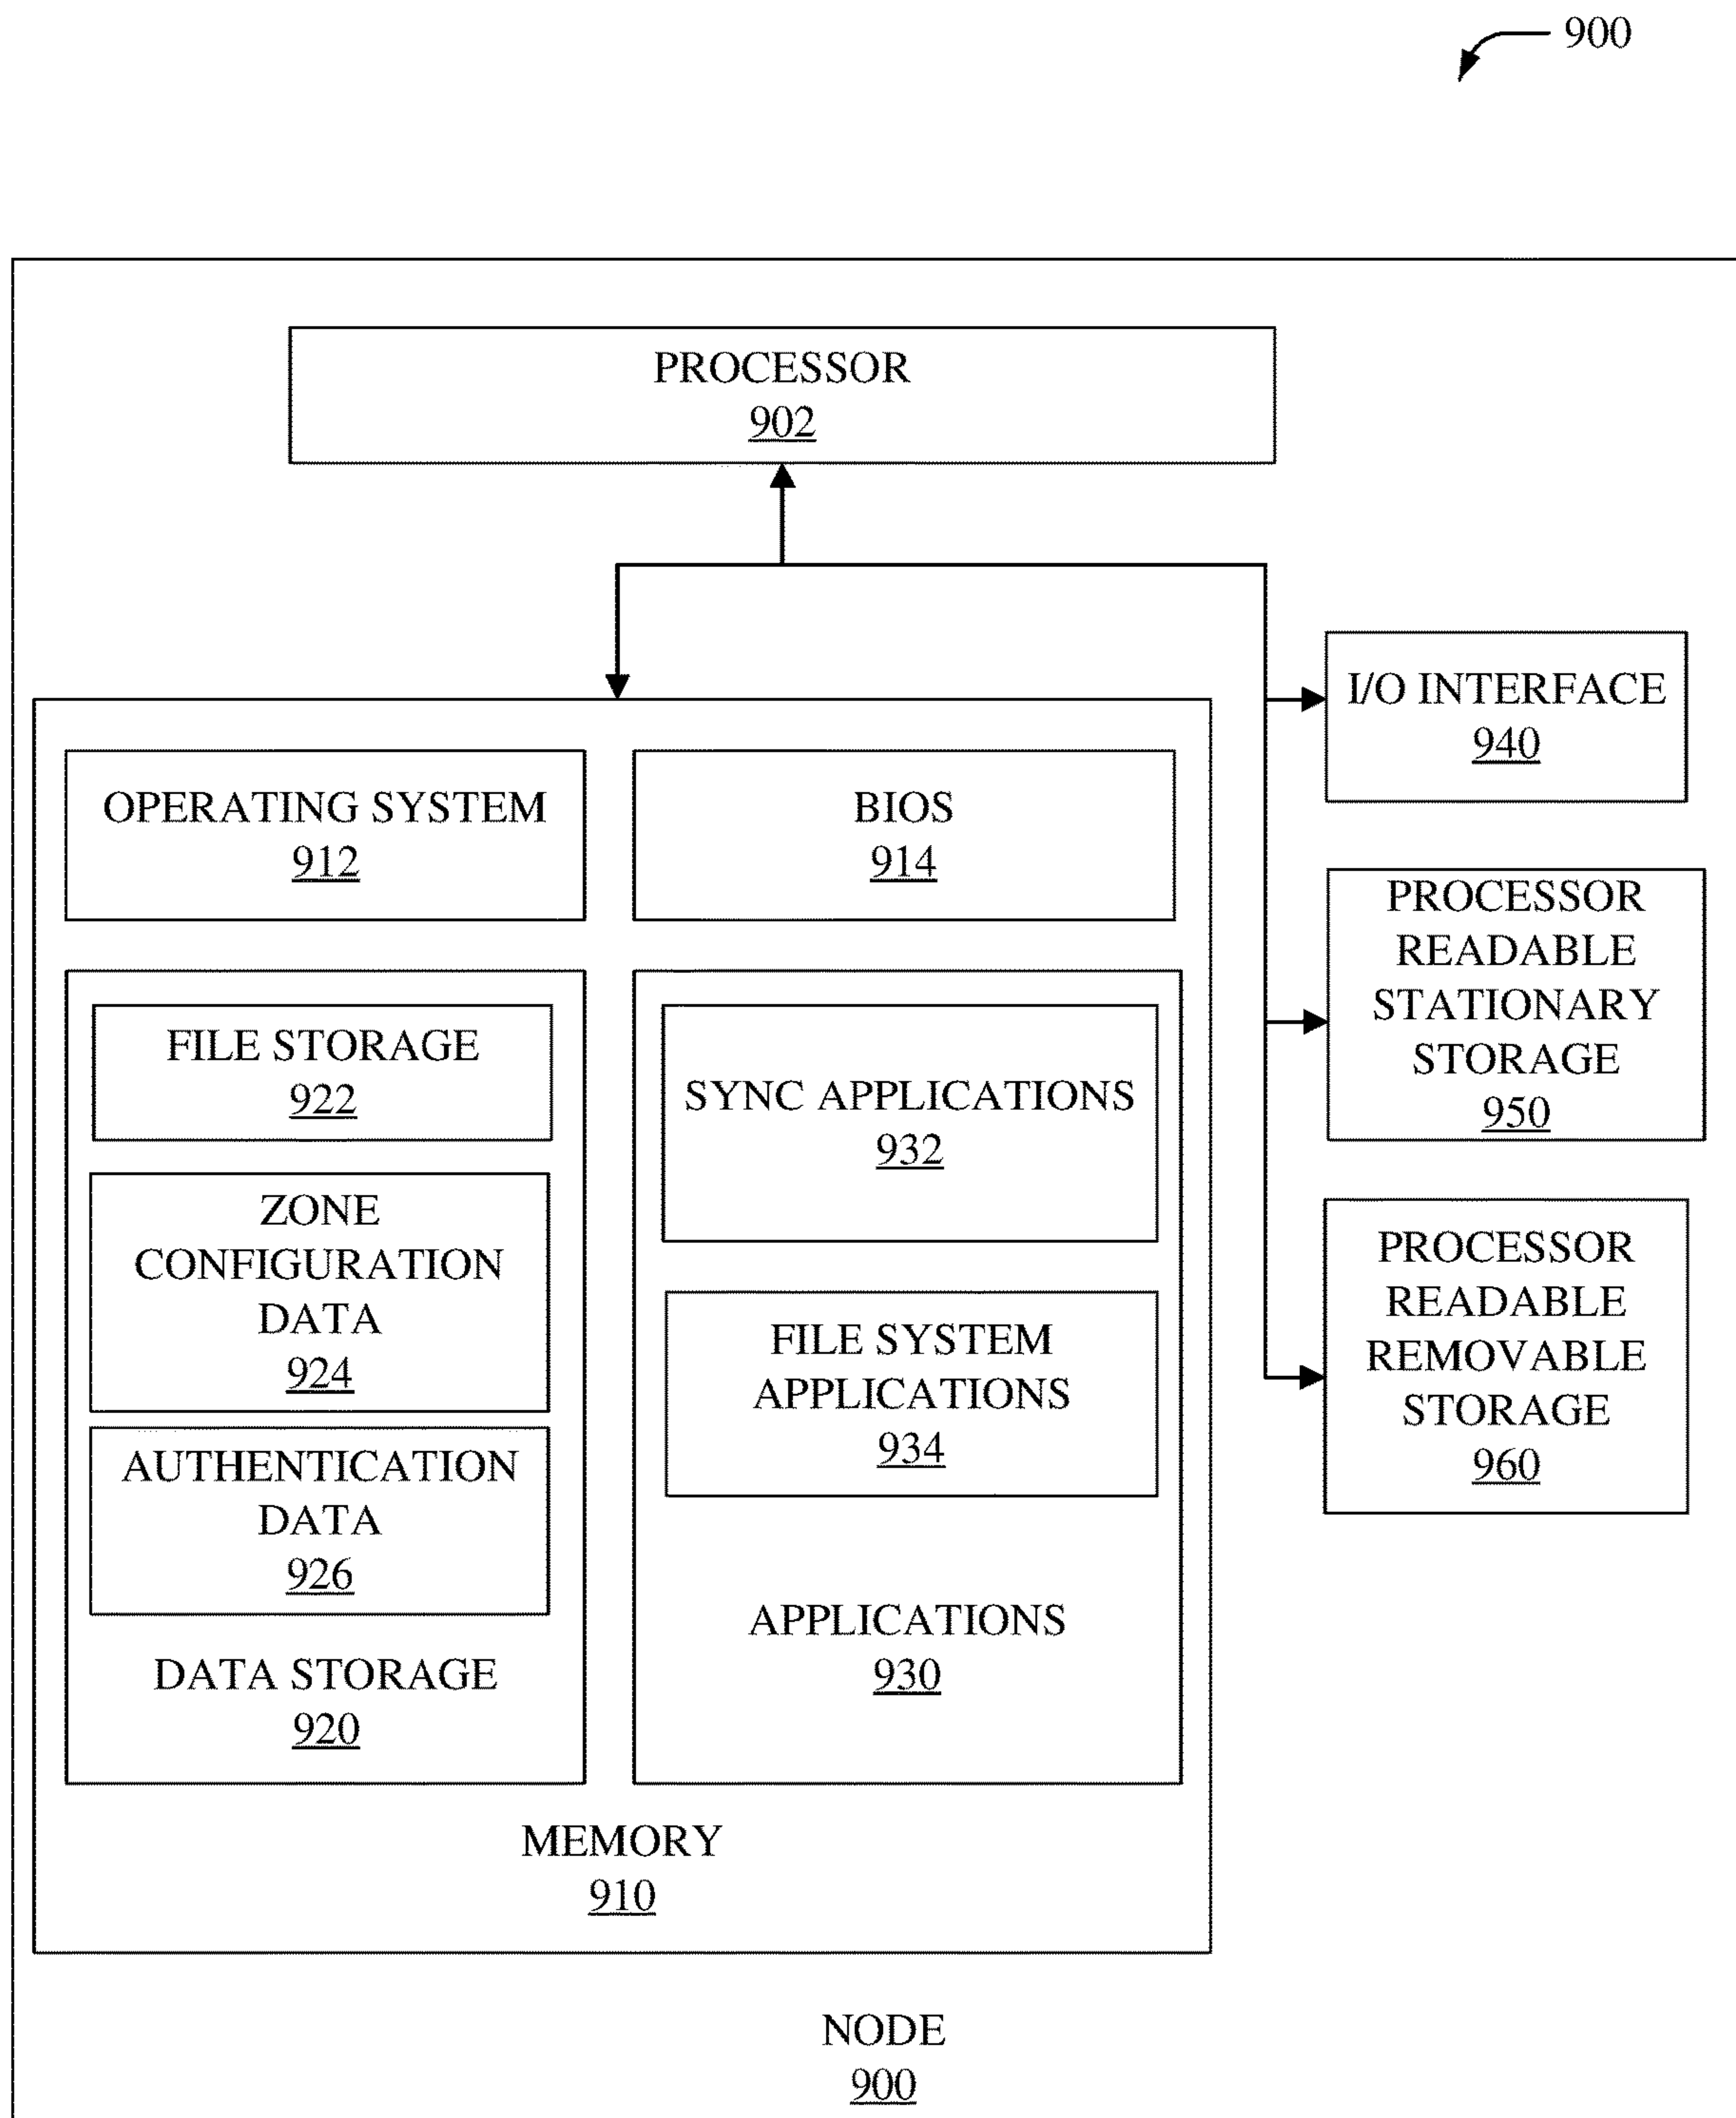 900
PROCESSOR
902
I/O INTERFACE
940
OPERATING SYSTEM
912
BIOS
914
PROCESSOR
READABLE
STATIONARY
STORAGE
950
FILE STORAGE
922
ZONE
CONFIGURATION
DATA
924
AUTHENTICATION
DATA
926
DATA STORAGE
920
SYNC APPLICATIONS
932
FILE SYSTEM
APPLICATIONS
934
APPLICATIONS
930
PROCESSOR
READABLE
REMOVABLE
STORAGE
960
MEMORY
910
NODE
900